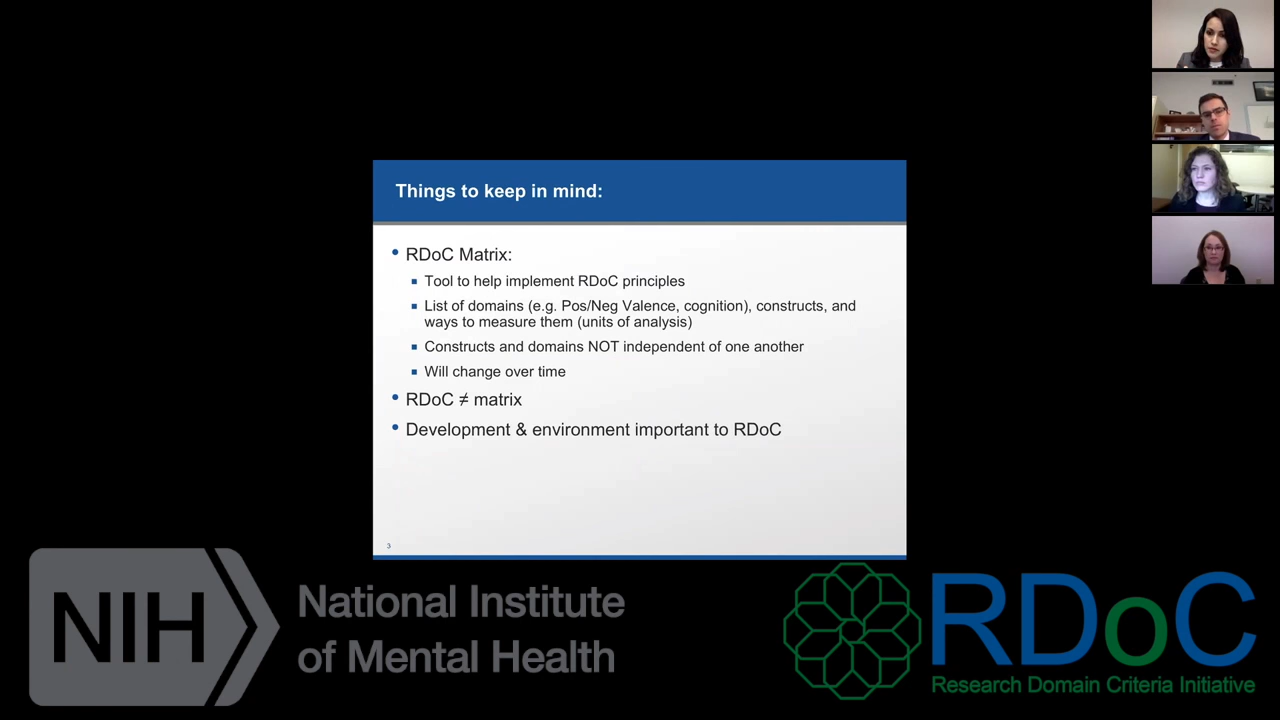 Things to keep in mind:
• RDoC Matrix:
▪ Tool to help implement RDoC principles
▪ List of domains (e.g. Pos/Neg Valence, cognition), constructs, and
ways to measure them (units of analysis)
▪ Constructs and domains NOT independent of one another
▪ Will change over time
• RDoC ≠ matrix
• Development & environment important to RDoC
3
NIH
National Institute
of Mental Health
RDoC
Research Domain Criteria Initiative